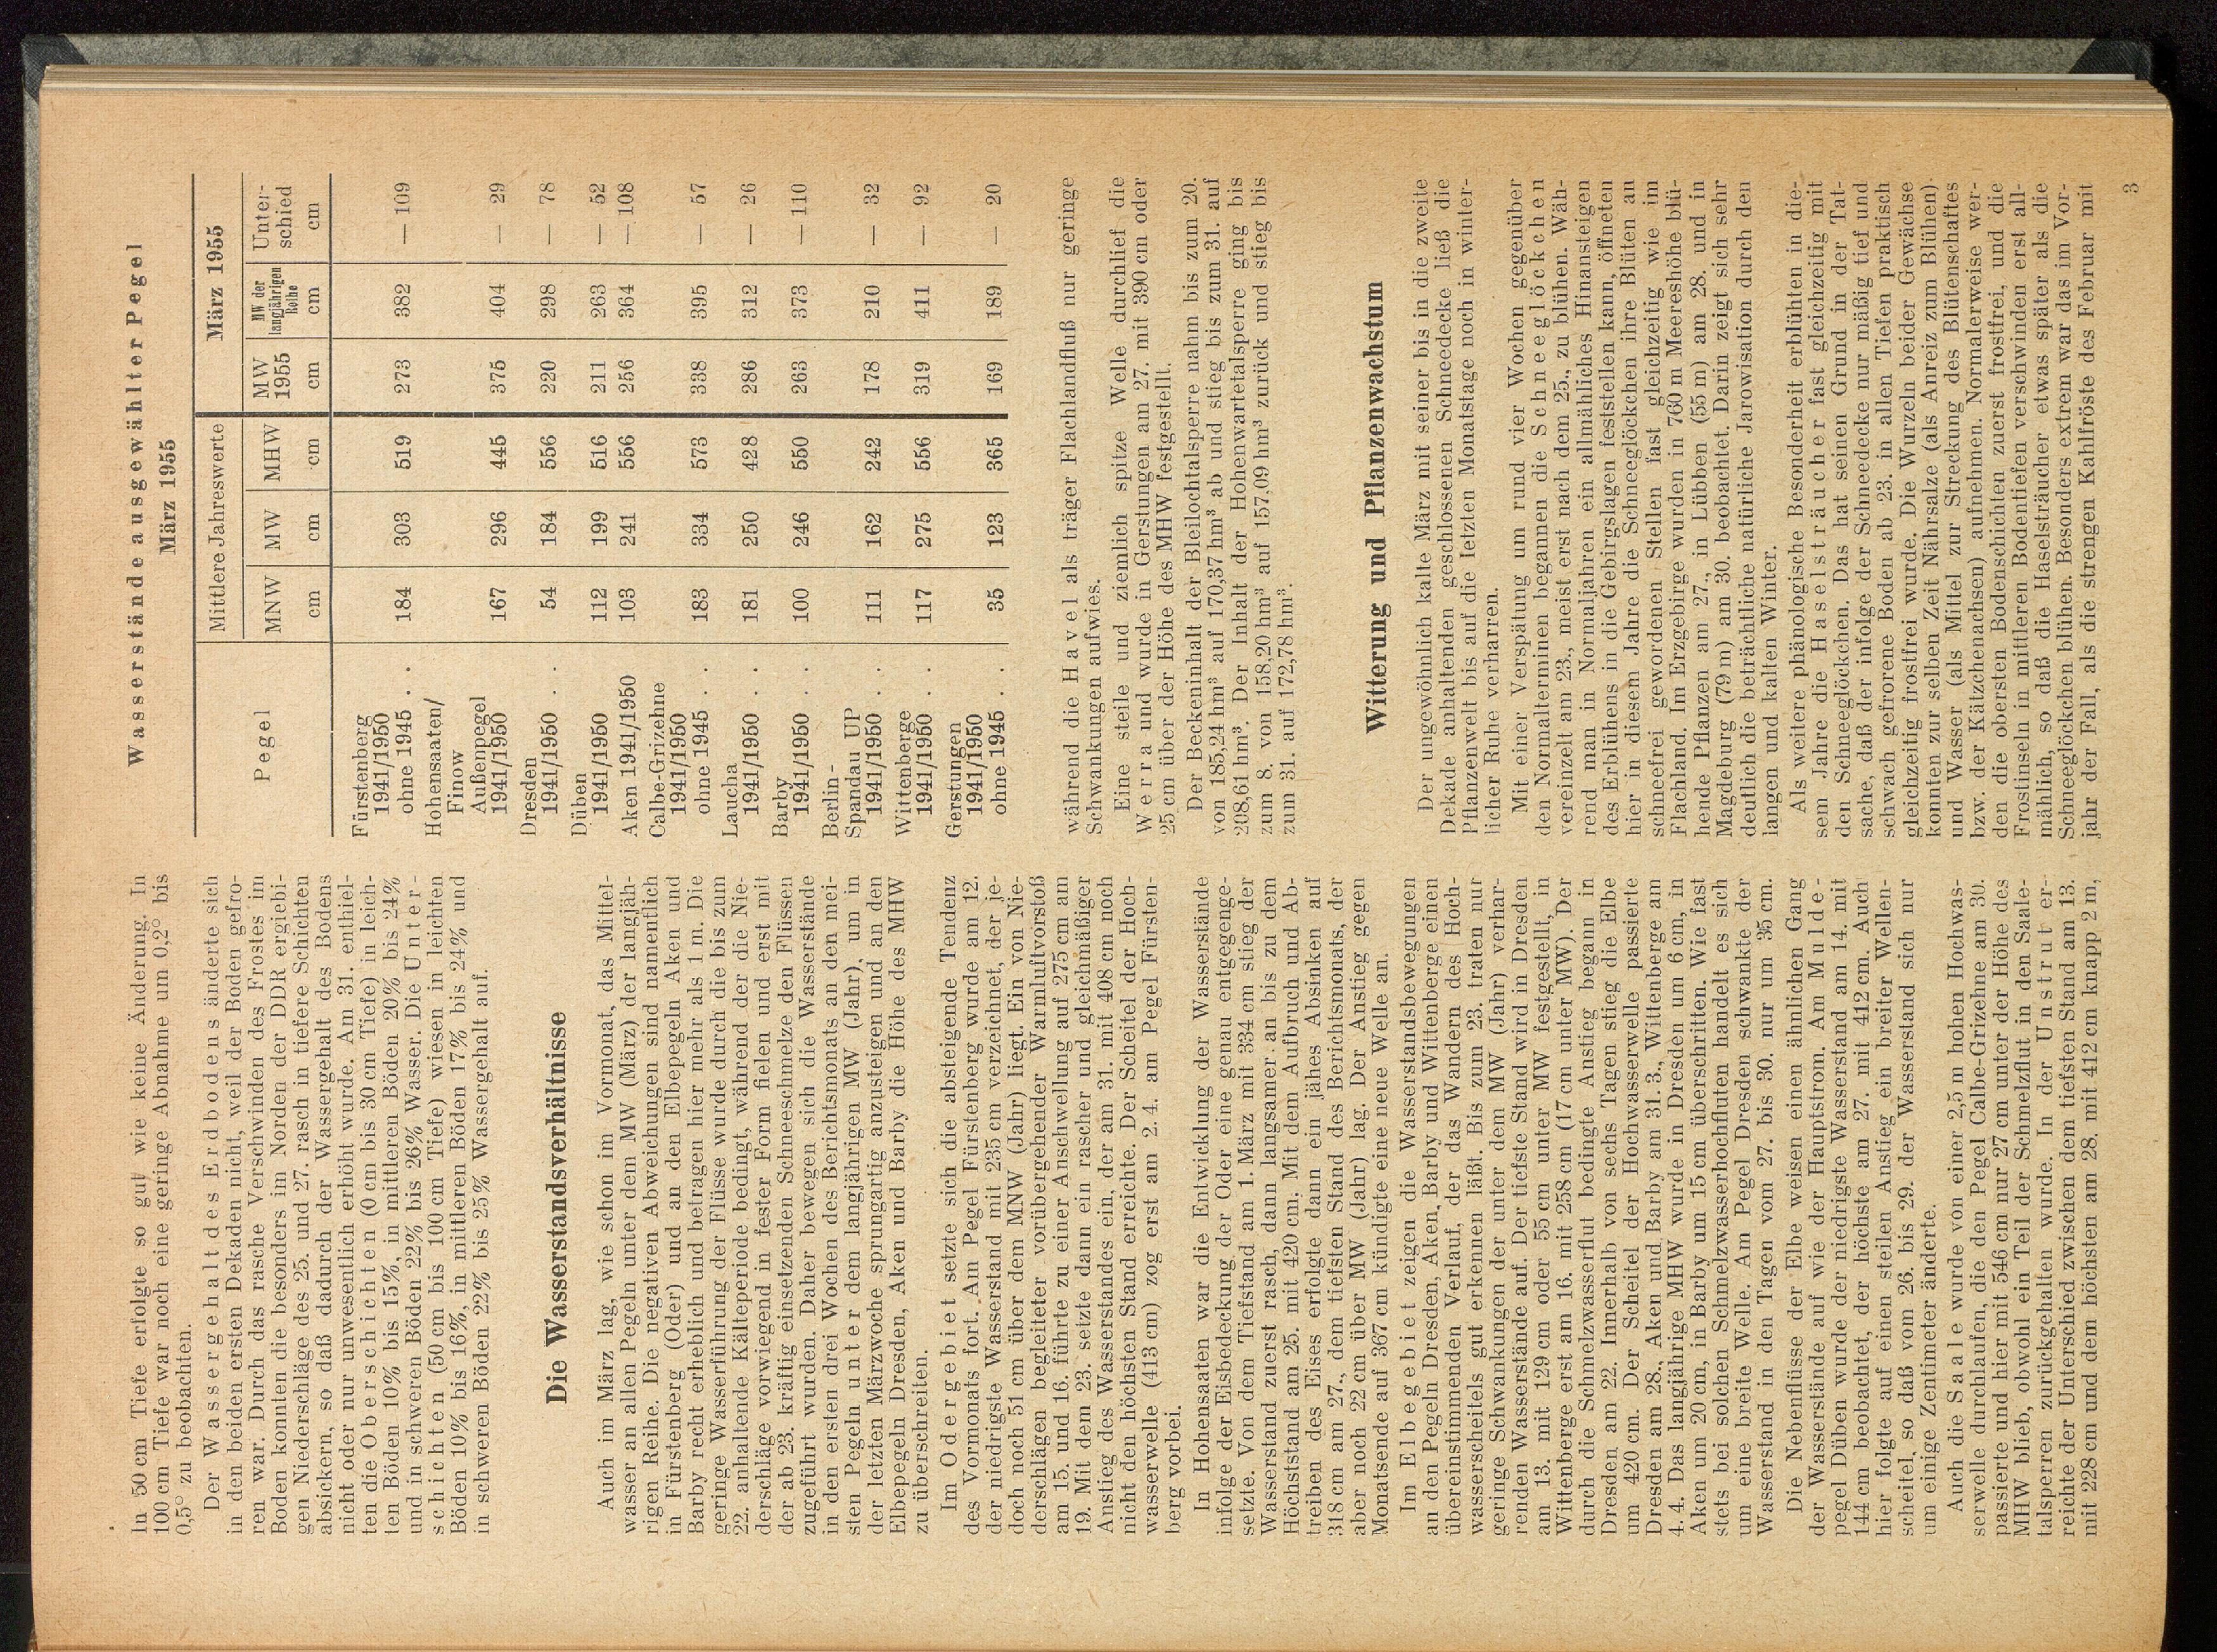 In 50 cm Tiefe erfolgte so gut wie keine Änderung. In
100 cm Tiefe war noch eine geringe Abnahme um 0,2° bis
0,5° zu beobachten.
Der Wassergehalt des Erdbodens änderte sich
in den beiden ersten Dekaden nicht, weil der Boden gefro-
ren war. Durch das rasche Verschwinden des Frostes im
Boden konnten die besonders im Norden der DDR ergiebi-
gen Niederschläge des 25. und 27. rasch in tiefere Schichten
absickern, so daß dadurch der Wassergehalt des Bodens
nicht oder nur unwesentlich erhöht wurde. Am 31. enthiel-
ten die Oberschichten (0 cm bis 30 cm Tiefe) in leich-
ten Böden 10% bis 15%, in mittleren Böden 20% bis 24%
und in schweren Böden 22% bis 26% Wasser. Die Unter-
schichten (50 cm bis 100 cm Tiefe) wiesen in leichten
Böden 10% bis 16%, in mittleren Böden 17% bis 24% und
in schweren Böden 22% bis 25% Wassergehalt auf.
Die Wasserstandsverhältnisse
Auch im März lag, wie schon im Vormonat, das Mittel-
wasser an allen Pegeln unter dem MW (März) der langjäh-
rigen Reihe. Die negativen Abweichungen sind namentlich
in Fürstenberg (Oder) und an den Elbepegeln Aken und
Barby recht erheblich und betragen hier mehr als 1 m. Die
geringe Wasserführung der Flüsse wurde durch die bis zum
22. anhaltende Kälteperiode bedingt, während der die Nie-
derschläge vorwiegend in fester Form fielen und erst mit
der ab 23. kräftig einsetzenden Schneeschmelze den Flüssen
zugeführt wurden. Daher bewegen sich die Wasserstände
in den ersten drei Wochen des Berichtsmonats an den mei-
sten Pegeln unter dem langjährigen MW (Jahr), um in
der letzten Märzwoche sprungartig anzusteigen und an den
Elbepegeln Dresden, Aken und Barby die Höhe des MHW
zu überschreiten.
Im Odergebiet setzte sich die absteigende Tendenz
des Vormonats fort. Am Pegel Fürstenberg wurde am 12.
der niedrigste Wasserstand mit 235 cm verzeichnet, der je-
doch noch 51 cm über dem MNW (Jahr) liegt. Ein von Nie-
derschlägen begleiteter vorübergehender Warmluftvorstoß
am 15. und 16. führte zu einer Anschwellung auf 275 cm am
19. Mit dem 23. setzte dann ein rascher und gleichmäßiger
Anstieg des Wasserstandes ein, der am 31. mit 408 cm noch
nicht den höchsten Stand erreichte. Der Scheitel der Hoch-
wasserwelle (413 cm) zog erst am 2. 4. am Pegel Fürsten-
berg vorbei.
In Hohensaaten war die Entwicklung der Wasserstände
infolge der Eisbedeckung der Oder eine genau entgegenge-
setzte. Von dem Tiefstand am 1. März mit 334 cm stieg der
Wasserstand zuerst rasch, dann langsamer an bis zu dem
Höchststand am 25. mit 420 cm. Mit dem Aufbruch und Ab-
treiben des Eises erfolgte dann ein jähes Absinken auf
318 cm am 27., dem tiefsten Stand des Berichtsmonats, der
aber noch 22 cm über MW (Jahr) lag. Der Anstieg gegen
Monatsende auf 367 cm kündigte eine neue Welle an.
Im Elbegebiet zeigen die Wasserstandsbewegungen
an den Pegeln Dresden, Aken, Barby und Wittenberge einen
übereinstimmenden Verlauf, der das Wandern des Hoch-
wasserscheitels gut erkennen läßt. Bis zum 23. traten nur
geringe Schwankungen der unter dem MW (Jahr) verhar-
renden Wasserstände auf. Der tiefste Stand wird in Dresden
am 13. mit 129 cm oder 55 cm unter MW festgestellt, in
Wittenberge erst am 16. mit 258 cm (17 cm unter MW). Der
durch die Schmelzwasserflut bedingte Anstieg begann in
Dresden am 22. Innerhalb von sechs Tagen stieg die Elbe
um 420 cm. Der Scheitel der Hochwasserwelle passierte
Dresden am 28., Aken und Barby am 31. 3., Wittenberge am
4. 4. Das langjährige MHW wurde in Dresden um 6 cm, in
Aken um 20 cm, in Barby um 15 cm überschritten. Wie fast
stets bei solchen Schmelzwasserhochfluten handelt es sich
um eine breite Welle. Am Pegel Dresden schwankte der
Wasserstand in den Tagen vom 27. bis 30. nur um 35 cm.
Die Nebenflüsse der Elbe weisen einen ähnlichen Gang
der Wasserstände auf wie der Hauptstrom. Am Mulde-
pegel Düben wurde der niedrigste Wasserstand am 14. mit
144 cm beobachtet, der höchste am 27. mit 412 cm. Auch
hier folgte auf einen steilen Anstieg ein breiter Wellen-
scheitel, so daß vom 26. bis 29. der Wasserstand sich nur
um einige Zentimeter änderte.
Auch die Saale wurde von einer 2,5 m hohen Hochwas-
serwelle durchlaufen, die den Pegel Calbe-Grizehne am 30.
passierte und hier mit 546 cm nur 27 cm unter der Höhe des
MHW blieb, obwohl ein Teil der Schmelzflut in den Saale-
talsperren zurückgehalten wurde. In der Unstrut er-
reichte der Unterschied zwischen dem tiefsten Stand am 13.
mit 228 cm und dem höchsten am 28. mit 412 cm knapp 2 m,
Wasserstände ausgewählter Pegel
März 1955
Pegel Mittlere Jahreswerte März 1955
MNW MW MHW MW 1955 MW der langjährigen Reihe Unter-schied
cm cm cm cm cm cm
Fürstenberg
1941/1950
ohne 1945 . . 184 303 519 273 382 — 109
Hohensaaten/
Finow
Außenpegel
1941/1950 167 296 445 375 404 — 29
Dresden
1941/1950 . . 54 184 556 220 298 — 78
Düben
1941/1950 112 199 516 211 263 — 52
Aken 1941/1950 103 241 556 256 364 — 108
Calbe-Grizehne
1941/1950
ohne 1945 . . 183 334 573 338 395 — 57
Laucha
1941/1950 . . 181 250 428 286 312 — 26
Barby
1941/1950 . . 100 246 550 263 373 — 110
Berlin-
Spandau UP
1941/1950 . . 111 162 242 178 210 — 32
Wittenberge
1941/1950 . . 117 275 556 319 411 — 92
Gerstungen
1941/1950
ohne 1945 . . 35 123 365 169 189 — 20
während die Havel als träger Flachlandfluß nur geringe
Schwankungen aufwies.
Eine steile und ziemlich spitze Welle durchlief die
Werra und wurde in Gerstungen am 27. mit 390 cm oder
25 cm über der Höhe des MHW festgestellt.
Der Beckeninhalt der Bleilochtalsperre nahm bis zum 20.
von 185,24 hm³ auf 170,37 hm³ ab und stieg bis zum 31. auf
208,61 hm³. Der Inhalt der Hohenwartetalsperre ging bis
zum 8. von 158,20 hm³ auf 157,09 hm³ zurück und stieg bis
zum 31. auf 172,78 hm³.
Witterung und Pflanzenwachstum
Der ungewöhnlich kalte März mit seiner bis in die zweite
Dekade anhaltenden geschlossenen Schneedecke ließ die
Pflanzenwelt bis auf die letzten Monatstage noch in winter-
licher Ruhe verharren.
Mit einer Verspätung um rund vier Wochen gegenüber
den Normalterminen begannen die Schneeglöckchen
vereinzelt am 23., meist erst nach dem 25., zu blühen. Wäh-
rend man in Normaljahren ein allmähliches Hinansteigen
des Erblühens in die Gebirgslagen feststellen kann, öffneten
hier in diesem Jahre die Schneeglöckchen ihre Blüten an
schneefrei gewordenen Stellen fast gleichzeitig wie im
Flachland. Im Erzgebirge wurden in 760 m Meereshöhe blü-
hende Pflanzen am 27., in Lübben (55 m) am 28. und in
Magdeburg (79 m) am 30. beobachtet. Darin zeigt sich sehr
deutlich die beträchtliche natürliche Jarowisation durch den
langen und kalten Winter.
Als weitere phänologische Besonderheit erblühten in die-
sem Jahre die Haselsträucher fast gleichzeitig mit
den Schneeglöckchen. Das hat seinen Grund in der Tat-
sache, daß der infolge der Schneedecke nur mäßig tief und
schwach gefrorene Boden ab 23. in allen Tiefen praktisch
gleichzeitig frostfrei wurde. Die Wurzeln beider Gewächse
konnten zur selben Zeit Nährsalze (als Anreiz zum Blühen)
und Wasser (als Mittel zur Streckung des Blütenschaftes
bzw. der Kätzchenachsen) aufnehmen. Normalerweise wer-
den die obersten Bodenschichten zuerst frostfrei, und die
Frostinseln in mittleren Bodentiefen verschwinden erst all-
mählich, so daß die Haselsträucher etwas später als die
Schneeglöckchen blühen. Besonders extrem war das im Vor-
jahr der Fall, als die strengen Kahlfröste des Februar mit
3